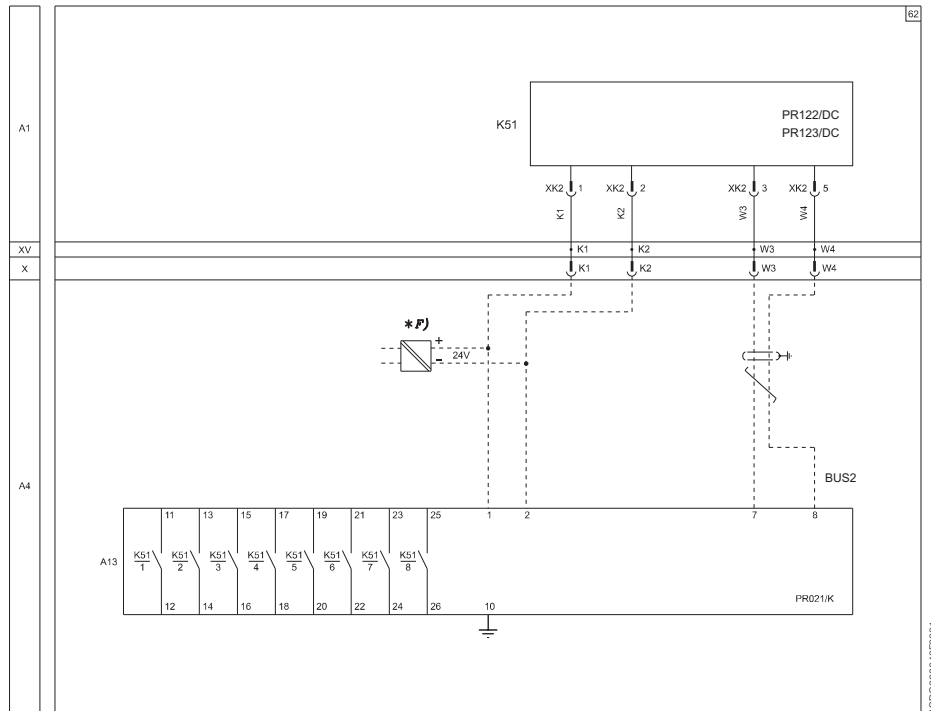 62
A1
K51
PR122/DC
PR123/DC
XK2 1
XK2 2
XK2 3
XK2 5
K1
K2
W3
W4
XV
K1
K2
W3
W4
X
K1
K2
W3
W4
*F)
+
24V
-
A4
BUS2
11 13 15 17 19 21 23 25 1 2 7 8
A13
K51 K51 K51 K51 K51 K51 K51 K51
1 2 3 4 5 6 7 8
PR021/K
12 14 16 18 20 22 24 26 10